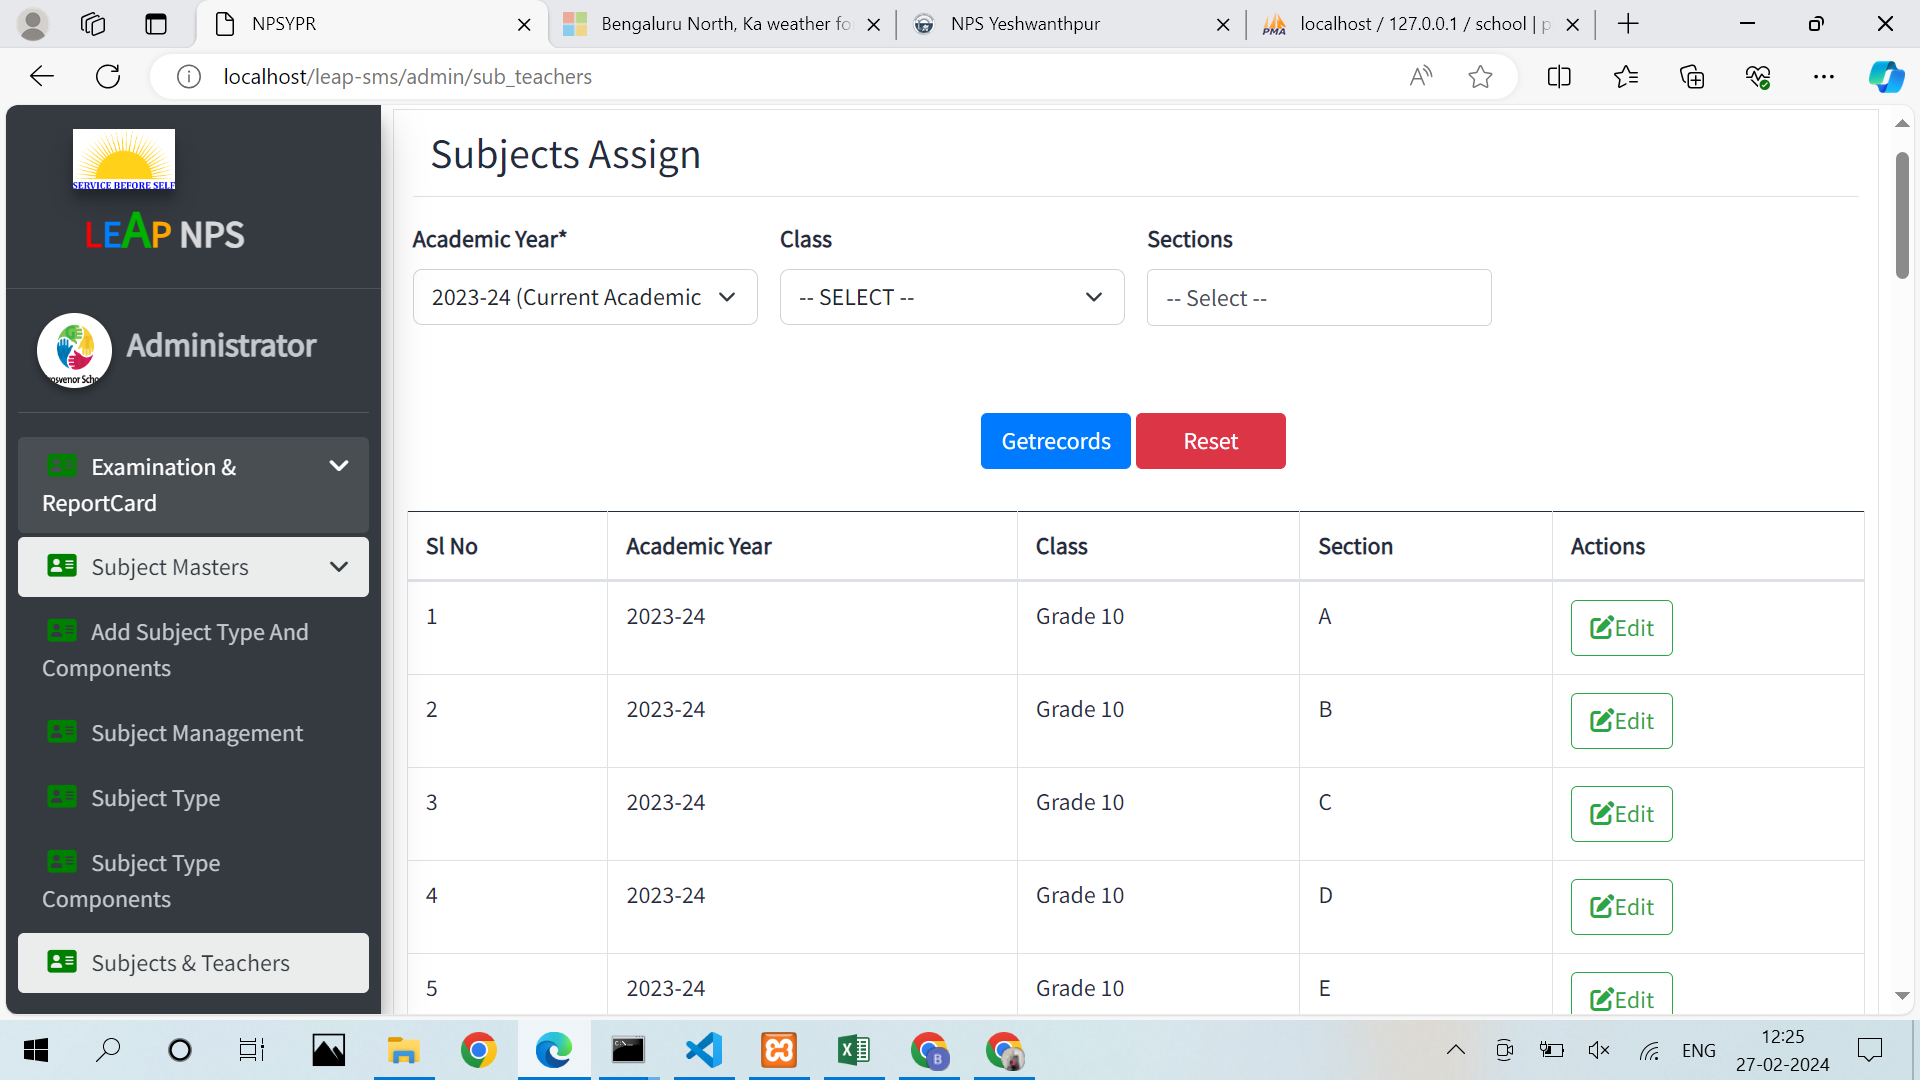 NPSYPR
Bengaluru North, Ka weather fo
NPS Yeshwanthpur
localhost / 127.0.0.1 / school | p
localhost/leap-sms/admin/sub_teachers
SERVICE BEFORE SELF
LEAP NPS
Administrator
Examination &
ReportCard
Subject Masters
Add Subject Type And
Components
Subject Management
Subject Type
Subject Type
Components
Subjects & Teachers
Subjects Assign
Academic Year* Class Sections
2023-24 (Current Academic -- SELECT -- -- Select --
Getrecords Reset
Sl No Academic Year Class Section Actions
1 2023-24 Grade 10 A Edit
2 2023-24 Grade 10 B Edit
3 2023-24 Grade 10 C Edit
4 2023-24 Grade 10 D Edit
5 2023-24 Grade 10 E Edit
ENG
12:25
27-02-2024